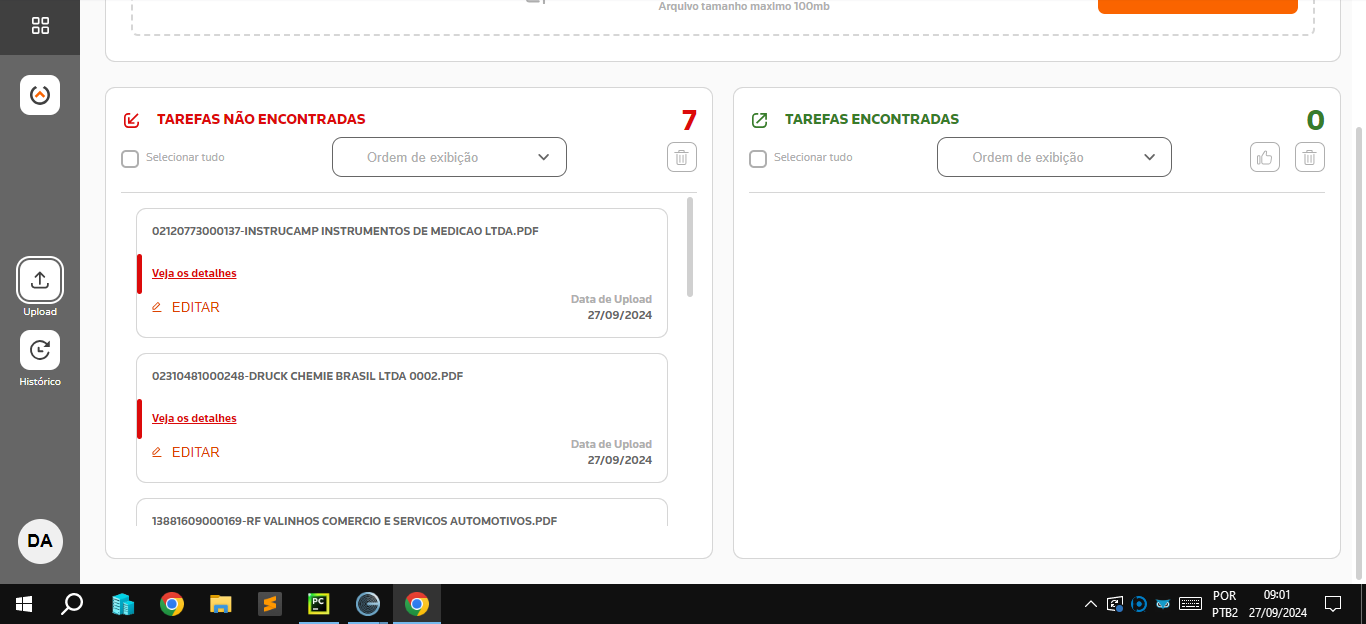 Arquivo tamanho maximo 100mb
TAREFAS NÃO ENCONTRADAS
7
Selecionar tudo
Ordem de exibição
02120773000137-INSTRUCAMP INSTRUMENTOS DE MEDICAO LTDA.PDF
Veja os detalhes
EDITAR
Data de Upload
27/09/2024
02310481000248-DRUCK CHEMIE BRASIL LTDA 0002.PDF
Veja os detalhes
EDITAR
Data de Upload
27/09/2024
13881609000169-RF VALINHOS COMERCIO E SERVICOS AUTOMOTIVOS.PDF
TAREFAS ENCONTRADAS
0
Selecionar tudo
Ordem de exibição
Upload
Histórico
DA
PC
POR
PTB2
09:01
27/09/2024